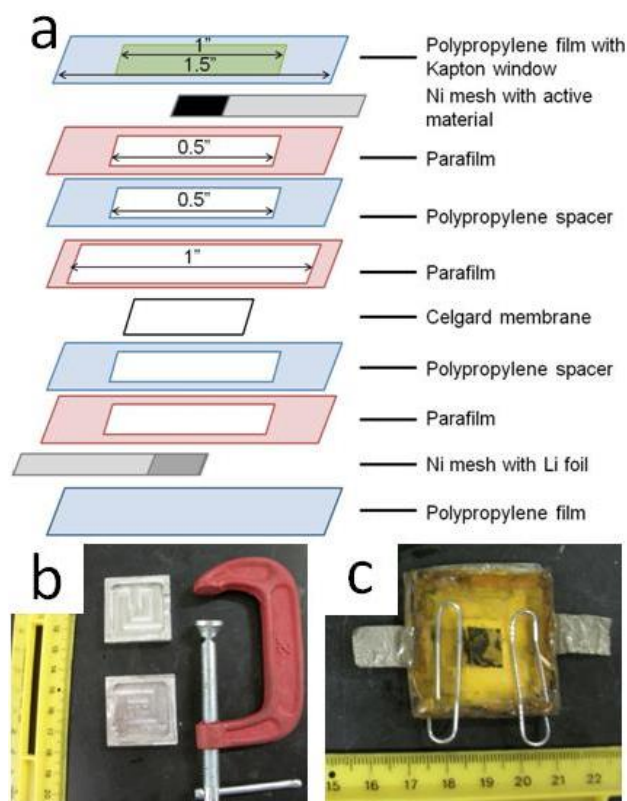 a
1"
1.5"
Polypropylene film with
Kapton window
Ni mesh with active
material
0.5"
Parafilm
0.5"
Polypropylene spacer
1"
Parafilm
Celgard membrane
Polypropylene spacer
Parafilm
Ni mesh with Li foil
Polypropylene film
b
c
15 16 17 18 19 20 21 22